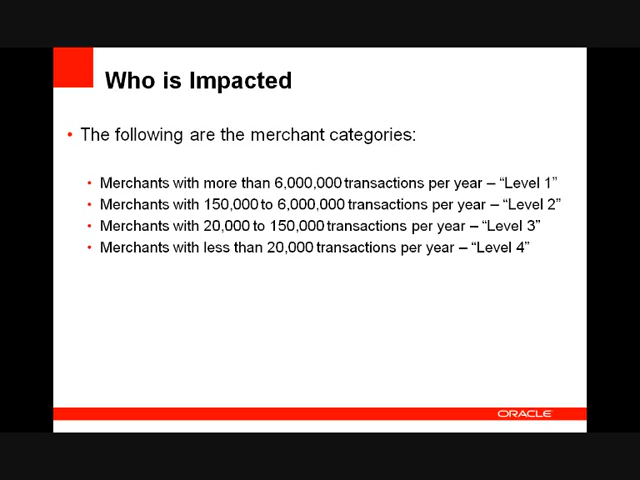 Who is Impacted
• The following are the merchant categories:
• Merchants with more than 6,000,000 transactions per year – “Level 1”
• Merchants with 150,000 to 6,000,000 transactions per year – “Level 2”
• Merchants with 20,000 to 150,000 transactions per year – “Level 3”
• Merchants with less than 20,000 transactions per year – “Level 4”
ORACLE